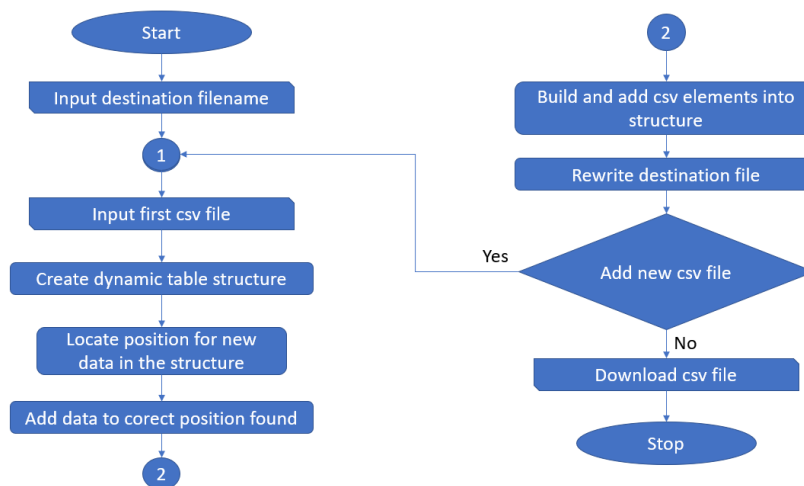 Start
Input destination filename
1
Input first csv file
Create dynamic table structure
Locate position for new
data in the structure
Add data to corect position found
2
2
Build and add csv elements into
structure
Rewrite destination file
Add new csv file
Yes
No
Download csv file
Stop